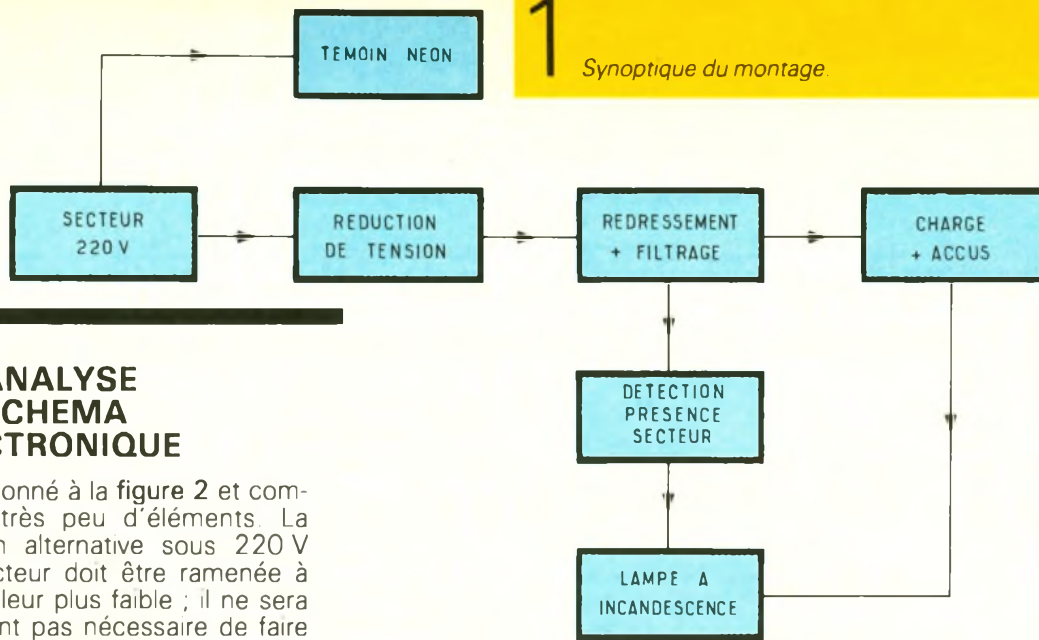 1
Synoptique du montage.
TEMOIN NEON
SECTEUR
220 V
REDUCTION
DE TENSION
REDRESSEMENT
+ FILTRAGE
CHARGE
+ ACCUS
DETECTION
PRESENCE
SECTEUR
LAMPE A
INCANDESCENCE
NALYSE
CHEMA
CTRONIQUE
onné à la figure 2 et com-
très peu d'éléments. La
n alternative sous 220 V
cteur doit être ramenée à
leur plus faible ; il ne sera
nt pas nécessaire de faire